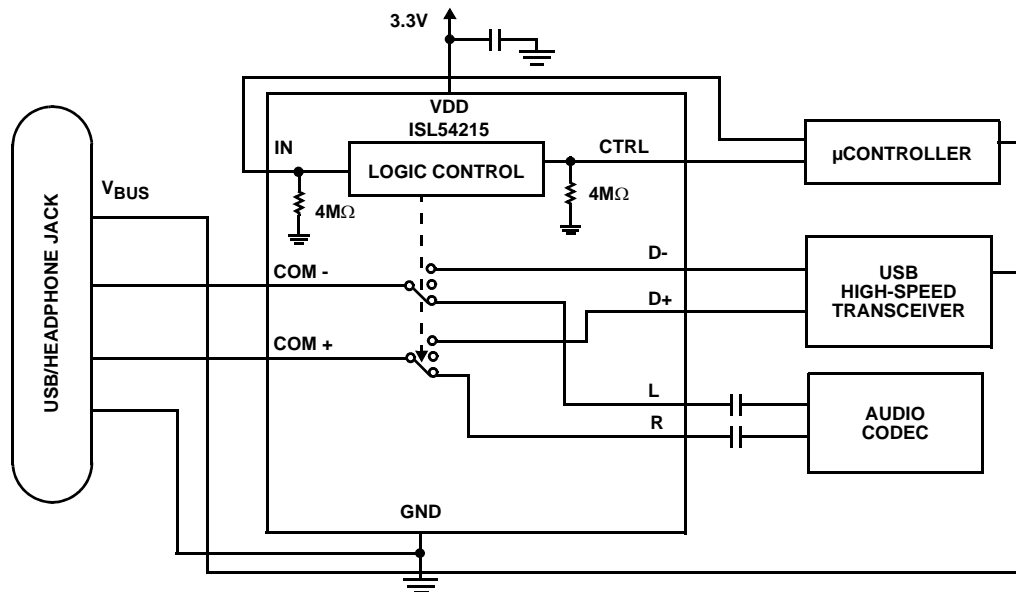 3.3V
VDD
ISL54215
IN
LOGIC CONTROL
CTRL
µCONTROLLER
4MΩ
4MΩ
VBUS
USB/HEADPHONE JACK
D-
USB
HIGH-SPEED
TRANSCEIVER
COM -
D+
COM +
L
R
AUDIO
CODEC
GND